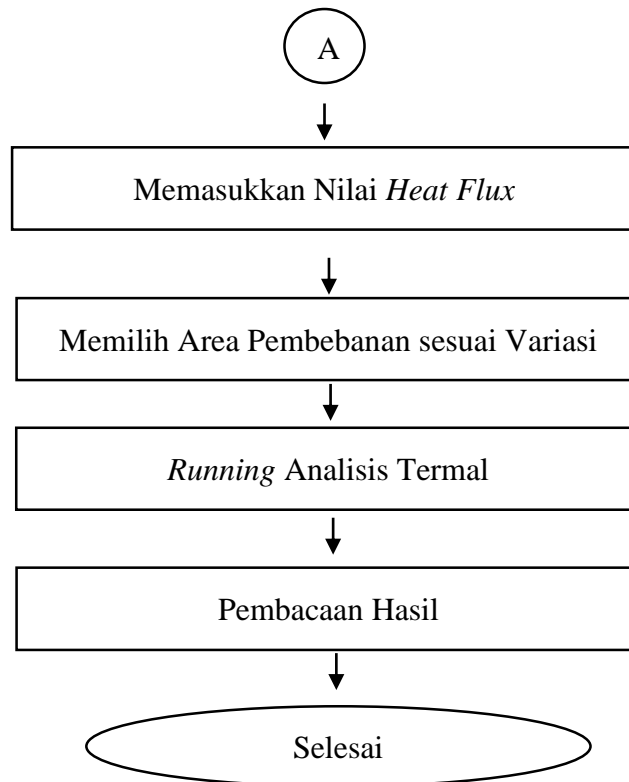 A
Memasukkan Nilai Heat Flux
Memilih Area Pembebanan sesuai Variasi
Running Analisis Termal
Pembacaan Hasil
Selesai